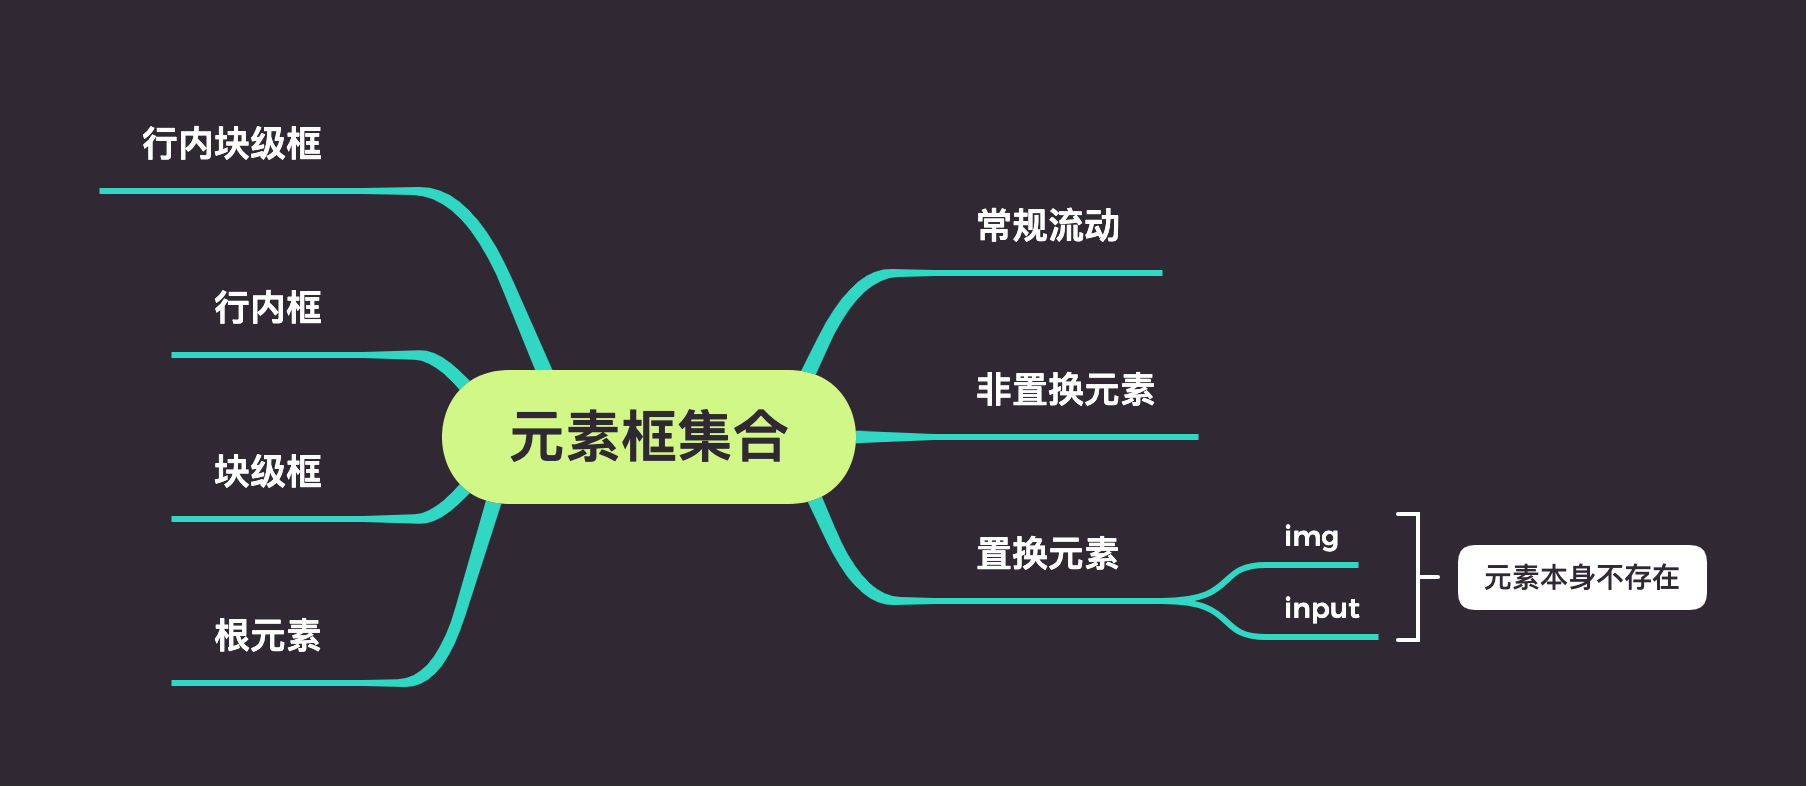 行内块级框
行内框
块级框
根元素
元素框集合
常规流动
非置换元素
置换元素
img
input
元素本身不存在